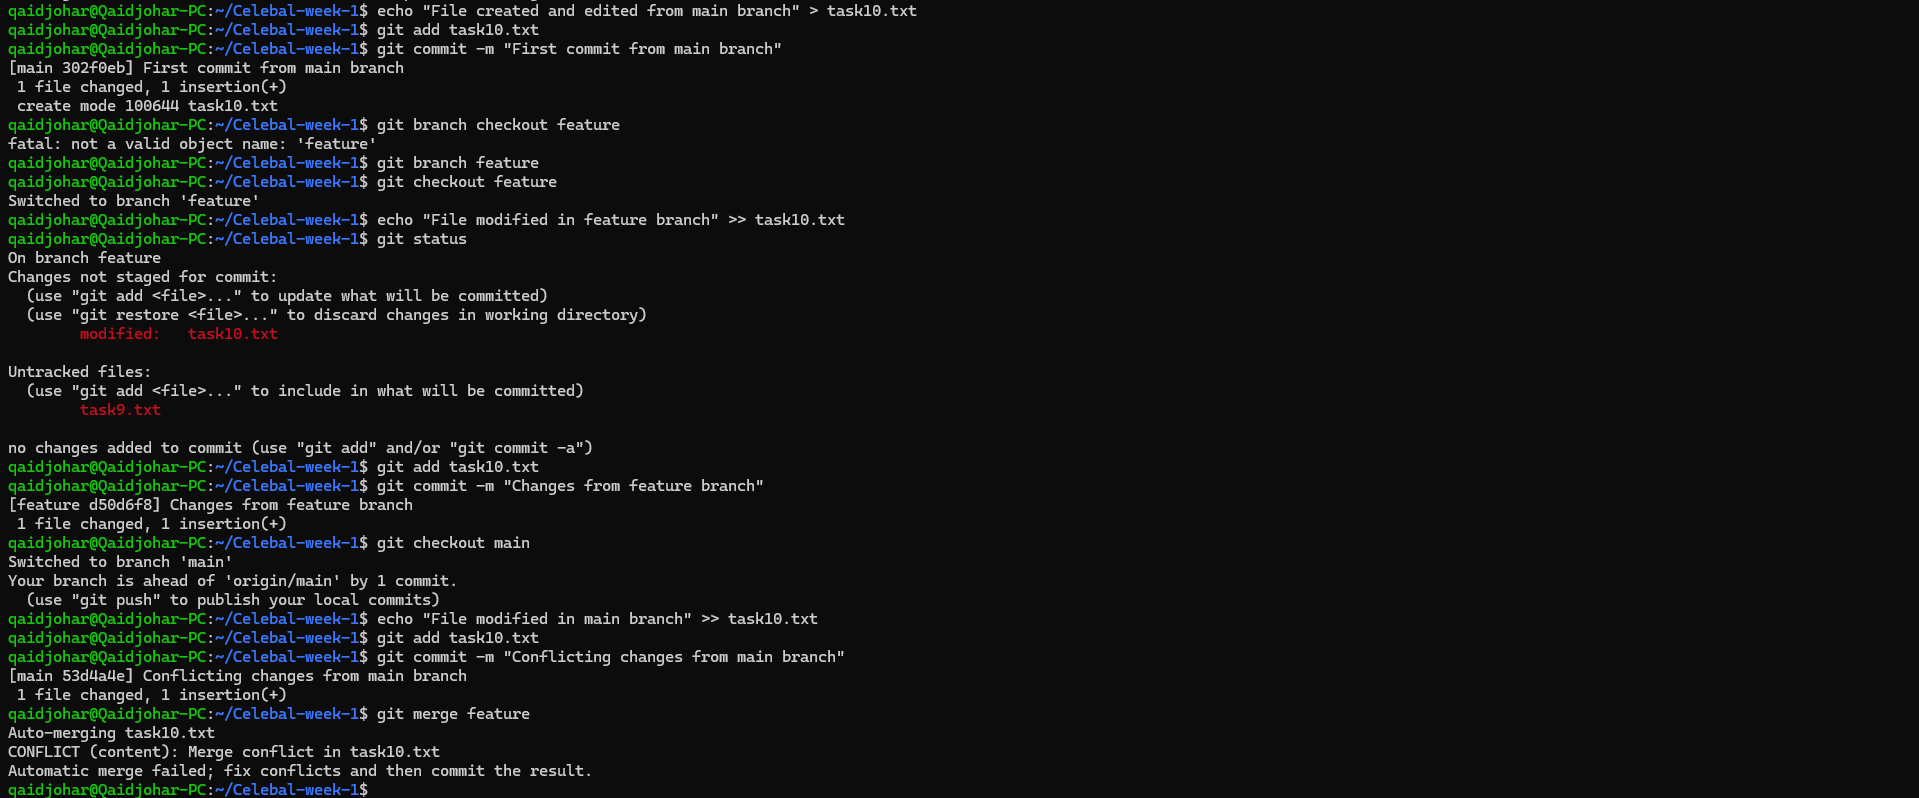 qaidjohar@Qaidjohar-PC:~/Celebal-week-1$ echo "File created and edited from main branch" > task10.txt
qaidjohar@Qaidjohar-PC:~/Celebal-week-1$ git add task10.txt
qaidjohar@Qaidjohar-PC:~/Celebal-week-1$ git commit -m "First commit from main branch"
[main 302f0eb] First commit from main branch
 1 file changed, 1 insertion(+)
 create mode 100644 task10.txt
qaidjohar@Qaidjohar-PC:~/Celebal-week-1$ git branch checkout feature
fatal: not a valid object name: 'feature'
qaidjohar@Qaidjohar-PC:~/Celebal-week-1$ git branch feature
qaidjohar@Qaidjohar-PC:~/Celebal-week-1$ git checkout feature
Switched to branch 'feature'
qaidjohar@Qaidjohar-PC:~/Celebal-week-1$ echo "File modified in feature branch" >> task10.txt
qaidjohar@Qaidjohar-PC:~/Celebal-week-1$ git status
On branch feature
Changes not staged for commit:
  (use "git add <file>..." to update what will be committed)
  (use "git restore <file>..." to discard changes in working directory)
        modified:   task10.txt

Untracked files:
  (use "git add <file>..." to include in what will be committed)
        task9.txt

no changes added to commit (use "git add" and/or "git commit -a")
qaidjohar@Qaidjohar-PC:~/Celebal-week-1$ git add task10.txt
qaidjohar@Qaidjohar-PC:~/Celebal-week-1$ git commit -m "Changes from feature branch"
[feature d50d6f8] Changes from feature branch
 1 file changed, 1 insertion(+)
qaidjohar@Qaidjohar-PC:~/Celebal-week-1$ git checkout main
Switched to branch 'main'
Your branch is ahead of 'origin/main' by 1 commit.
  (use "git push" to publish your local commits)
qaidjohar@Qaidjohar-PC:~/Celebal-week-1$ echo "File modified in main branch" >> task10.txt
qaidjohar@Qaidjohar-PC:~/Celebal-week-1$ git add task10.txt
qaidjohar@Qaidjohar-PC:~/Celebal-week-1$ git commit -m "Conflicting changes from main branch"
[main 53d4a4e] Conflicting changes from main branch
 1 file changed, 1 insertion(+)
qaidjohar@Qaidjohar-PC:~/Celebal-week-1$ git merge feature
Auto-merging task10.txt
CONFLICT (content): Merge conflict in task10.txt
Automatic merge failed; fix conflicts and then commit the result.
qaidjohar@Qaidjohar-PC:~/Celebal-week-1$